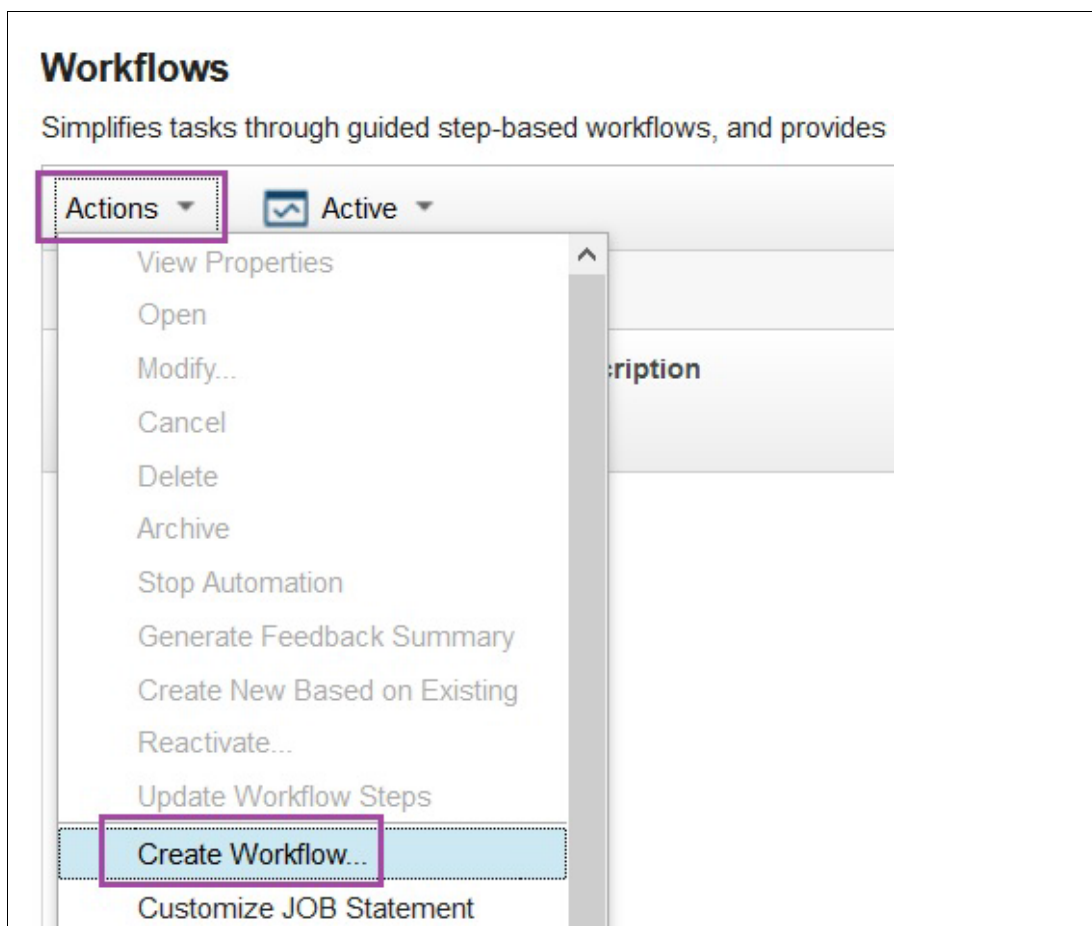 Workflows
Simplifies tasks through guided step-based workflows, and provides
Actions Active
View Properties
Open
Modify...
cription
Cancel
Delete
Archive
Stop Automation
Generate Feedback Summary
Create New Based on Existing
Reactivate...
Update Workflow Steps
Create Workflow...
Customize JOB Statement